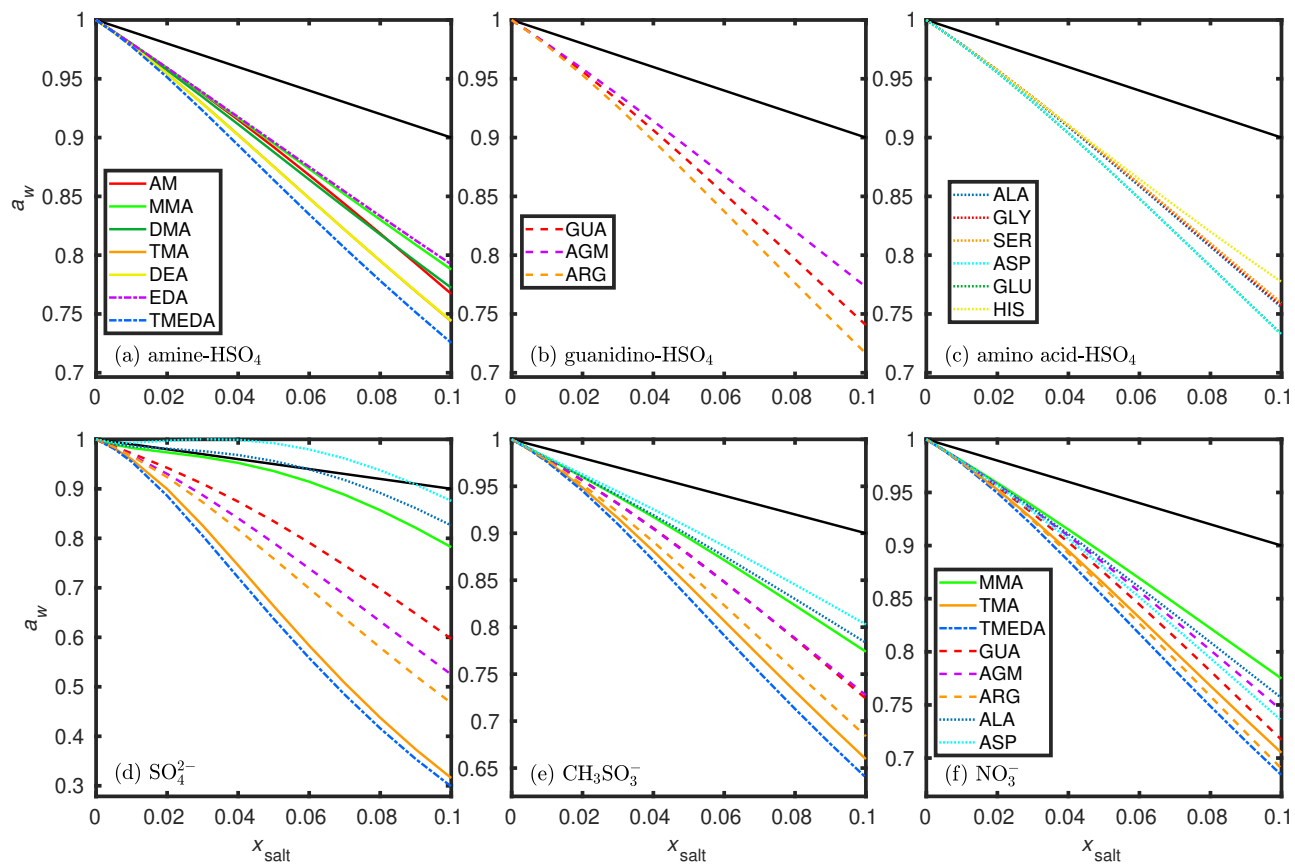 1
0.95
0.9
0.85
0.8
0.75
0.7
a_w
AM
MMA
DMA
TMA
DEA
EDA
TMEDA
(a) amine-HSO₄
0 0.02 0.04 0.06 0.08 0.1
1
0.95
0.9
0.85
0.8
0.75
0.7
GUA
AGM
ARG
(b) guanidino-HSO₄
0 0.02 0.04 0.06 0.08 0.1
1
0.95
0.9
0.85
0.8
0.75
0.7
ALA
GLY
SER
ASP
GLU
HIS
(c) amino acid-HSO₄
0 0.02 0.04 0.06 0.08 0.1
1
0.9
0.8
0.7
0.6
0.5
0.4
0.3
a_w
(d) SO₄²⁻
0 0.02 0.04 0.06 0.08 0.1
x_salt
1
0.95
0.9
0.85
0.8
0.75
0.7
0.65
(e) CH₃SO₃⁻
0 0.02 0.04 0.06 0.08 0.1
x_salt
1
0.95
0.9
0.85
0.8
0.75
0.7
MMA
TMA
TMEDA
GUA
AGM
ARG
ALA
ASP
(f) NO₃⁻
0 0.02 0.04 0.06 0.08 0.1
x_salt